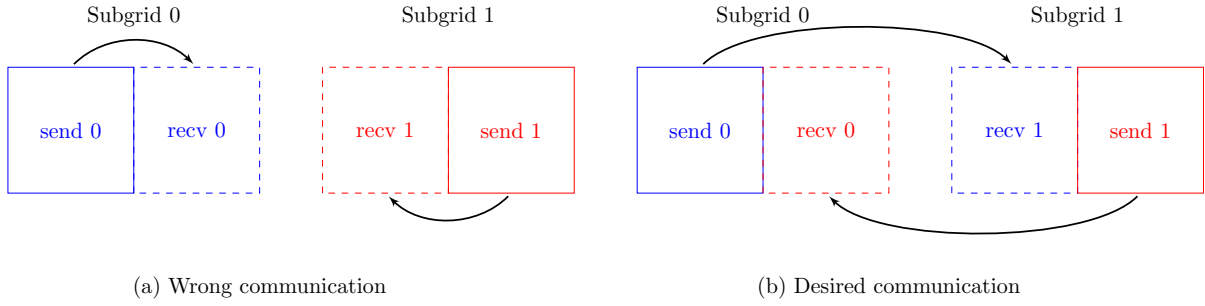 Subgrid 0
Subgrid 1
send 0
recv 0
recv 1
send 1
(a) Wrong communication
Subgrid 0
Subgrid 1
send 0
recv 0
recv 1
send 1
(b) Desired communication